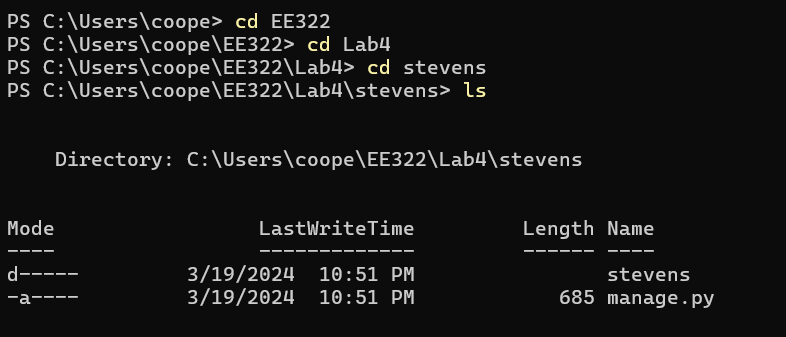 PS C:\Users\coope> cd EE322
PS C:\Users\coope\EE322> cd Lab4
PS C:\Users\coope\EE322\Lab4> cd stevens
PS C:\Users\coope\EE322\Lab4\stevens> ls
    Directory: C:\Users\coope\EE322\Lab4\stevens
Mode                 LastWriteTime         Length Name
----                 -------------         ------ ----
d-----         3/19/2024  10:51 PM                stevens
-a----         3/19/2024  10:51 PM            685 manage.py